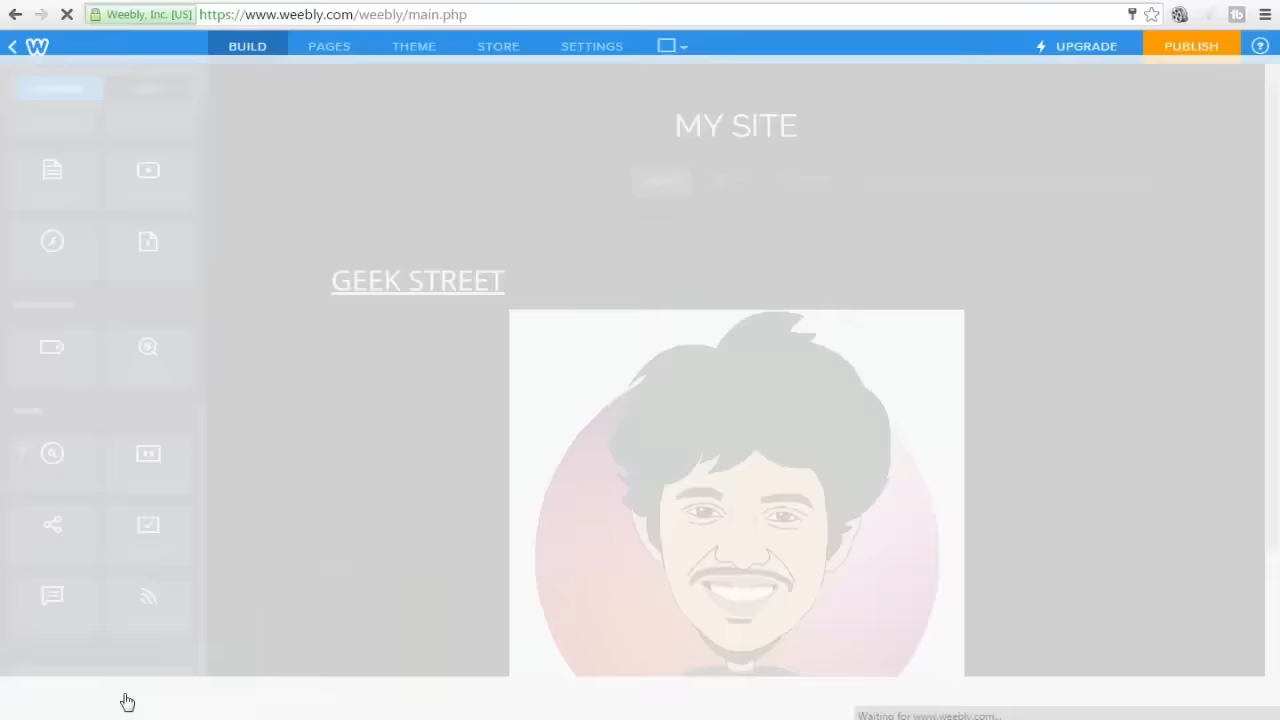 Weebly, Inc. [US] https://www.weebly.com/weebly/main.php
BUILD PAGES THEME STORE SETTINGS UPGRADE PUBLISH ?
MY SITE
GEEK STREET
Waiting for www.weebly.com...